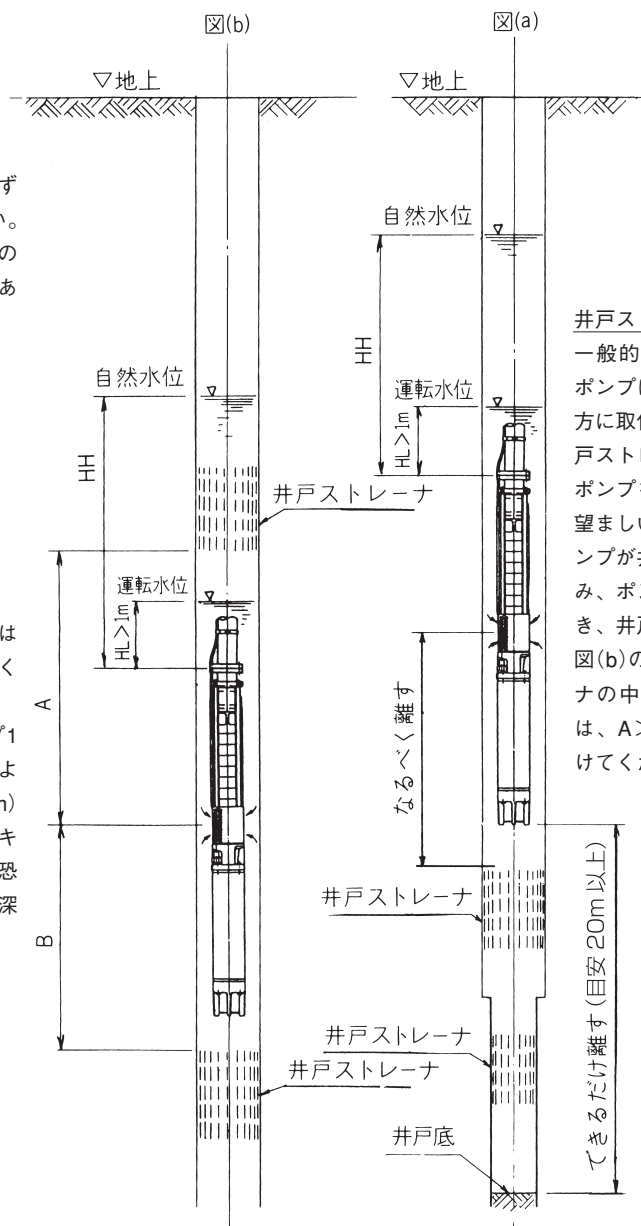 図(b)
図(a)
▽地上
▽地上
ず
い。
の
あ
自然水位
HH
運転水位
HL>1m
井戸ストレーナ
A
B
井戸ストレーナ
は
く
プ1
よ
m)
キ
恐
深
自然水位
HH
運転水位
HL>1m
なるべく離す
井戸ストレーナ
井戸ストレーナ
井戸底
できるだけ離す(目安20m以上)
井戸ス
一般的
ポンプ
方に取
戸スト
ポンプ
望ましい
ンプが
み、ポ
き、井戸
図(b)の
ナの中
は、A>
けてく